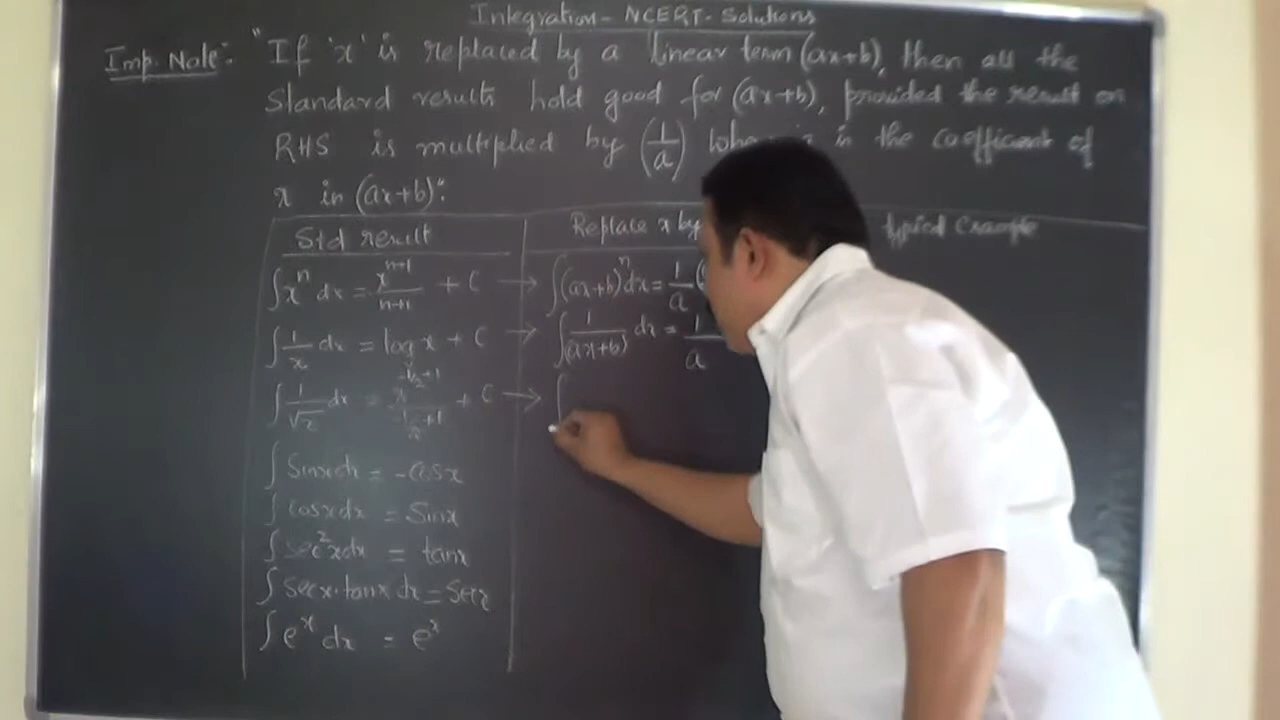 Integration - NCERT - Solutions
Imp. Note:- "If 'x' is replaced by a linear term (ax+b), then all the
Standard results hold good for (ax+b), provided the result on
RHS is multiplied by (1/a) is the coefficient of
x in (ax+b)".
Std result Replace x by typical Example
∫xⁿ dx = xⁿ⁺¹/n+1 + C → ∫(ax+b)ⁿ dx = 1/a (
∫1/x dx = log x + C → ∫1/(ax+b) dx = 1/a
∫1/√x dx = x^(-1/2+1)/(-1/2+1) + C → ∫
∫Sinx dx = -cosx
∫cosx dx = Sinx
∫sec²x dx = tanx
∫Secx·tanx dx = Secx
∫eˣ dx = eˣ